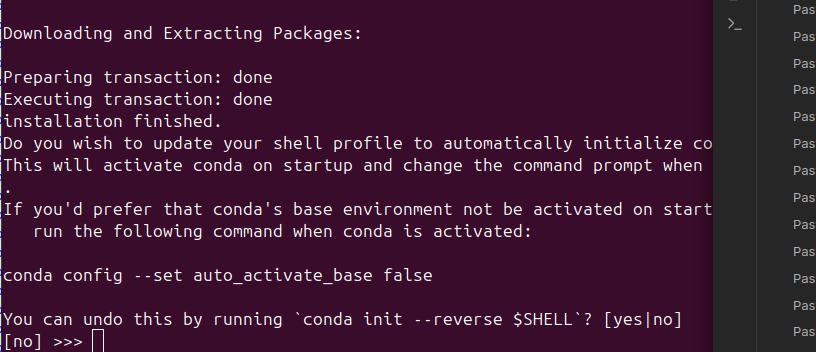 Downloading and Extracting Packages:
Preparing transaction: done
Executing transaction: done
installation finished.
Do you wish to update your shell profile to automatically initialize co
This will activate conda on startup and change the command prompt when
.
If you'd prefer that conda's base environment not be activated on start
run the following command when conda is activated:
conda config --set auto_activate_base false
You can undo this by running `conda init --reverse $SHELL`? [yes|no]
[no] >>>
>_
Pas
Pas
Pas
Pas
Pas
Pas
Pas
Pas
Pas
Pas
Pas
Pas
Pas